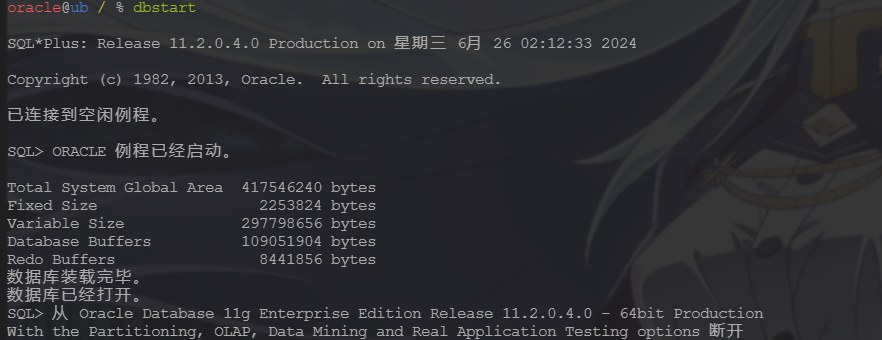 oracle@ub / % dbstart
SQL*Plus: Release 11.2.0.4.0 Production on 星期三 6月 26 02:12:33 2024
Copyright (c) 1982, 2013, Oracle.  All rights reserved.
已连接到空闲例程。
SQL> ORACLE 例程已经启动。
Total System Global Area  417546240 bytes
Fixed Size                  2253824 bytes
Variable Size             297798656 bytes
Database Buffers          109051904 bytes
Redo Buffers                8441856 bytes
数据库装载完毕。
数据库已经打开。
SQL> 从 Oracle Database 11g Enterprise Edition Release 11.2.0.4.0 - 64bit Production
With the Partitioning, OLAP, Data Mining and Real Application Testing options 断开